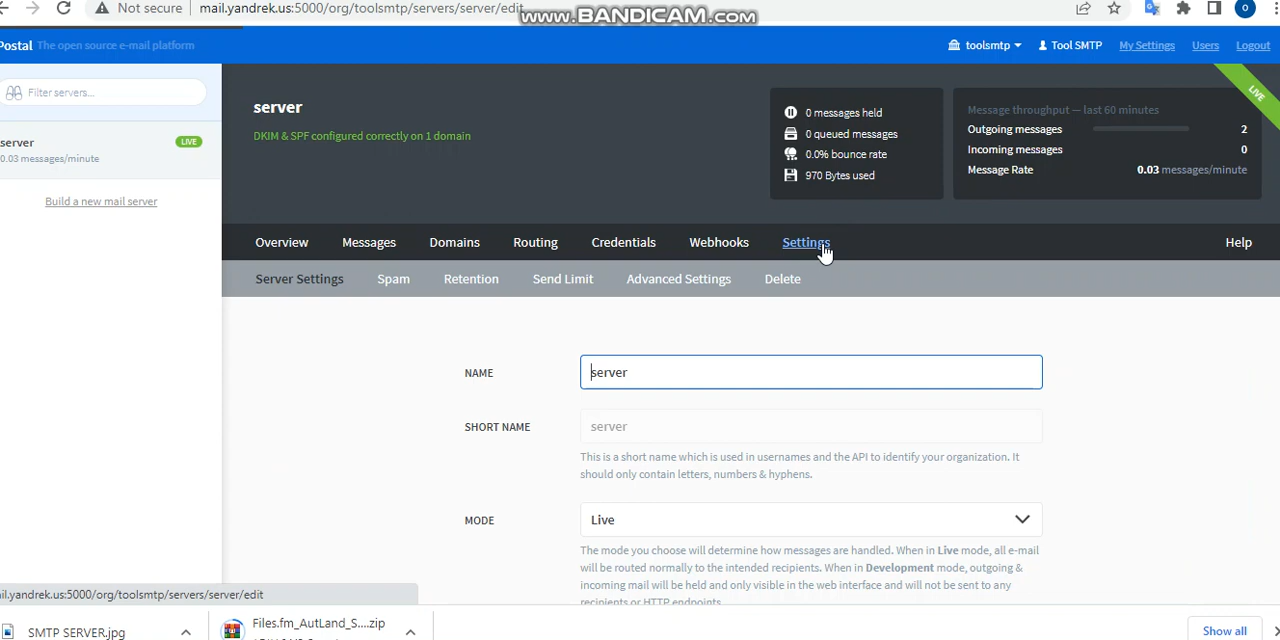 Not secure
mail.yandrek.us:5000/org/toolsmtp/servers/server/edit
www.BANDICAM.com
Postal The open source e-mail platform
toolsmtp
Tool SMTP
My Settings
Users
Logout
Filter servers...
server
LIVE
0.03 messages/minute
Build a new mail server
server
DKIM & SPF configured correctly on 1 domain
0 messages held
0 queued messages
0.0% bounce rate
970 Bytes used
Message throughput — last 60 minutes
Outgoing messages 2
Incoming messages 0
Message Rate 0.03 messages/minute
LIVE
Overview Messages Domains Routing Credentials Webhooks Settings Help
Server Settings Spam Retention Send Limit Advanced Settings Delete
NAME
server
SHORT NAME
server
This is a short name which is used in usernames and the API to identify your organization. It
should only contain letters, numbers & hyphens.
MODE
Live
The mode you choose will determine how messages are handled. When in Live mode, all e-mail
will be routed normally to the intended recipients. When in Development mode, outgoing &
incoming mail will be held and only visible in the web interface and will not be sent to any
recipients or HTTP endpoints.
il.yandrek.us:5000/org/toolsmtp/servers/server/edit
SMTP SERVER.jpg
Files.fm_AutLand_S....zip
Show all